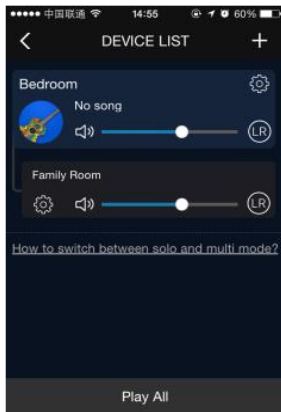 中国联通 14:55 60%
DEVICE LIST
Bedroom
No song
LR
Family Room
LR
How to switch between solo and multi mode?
Play All